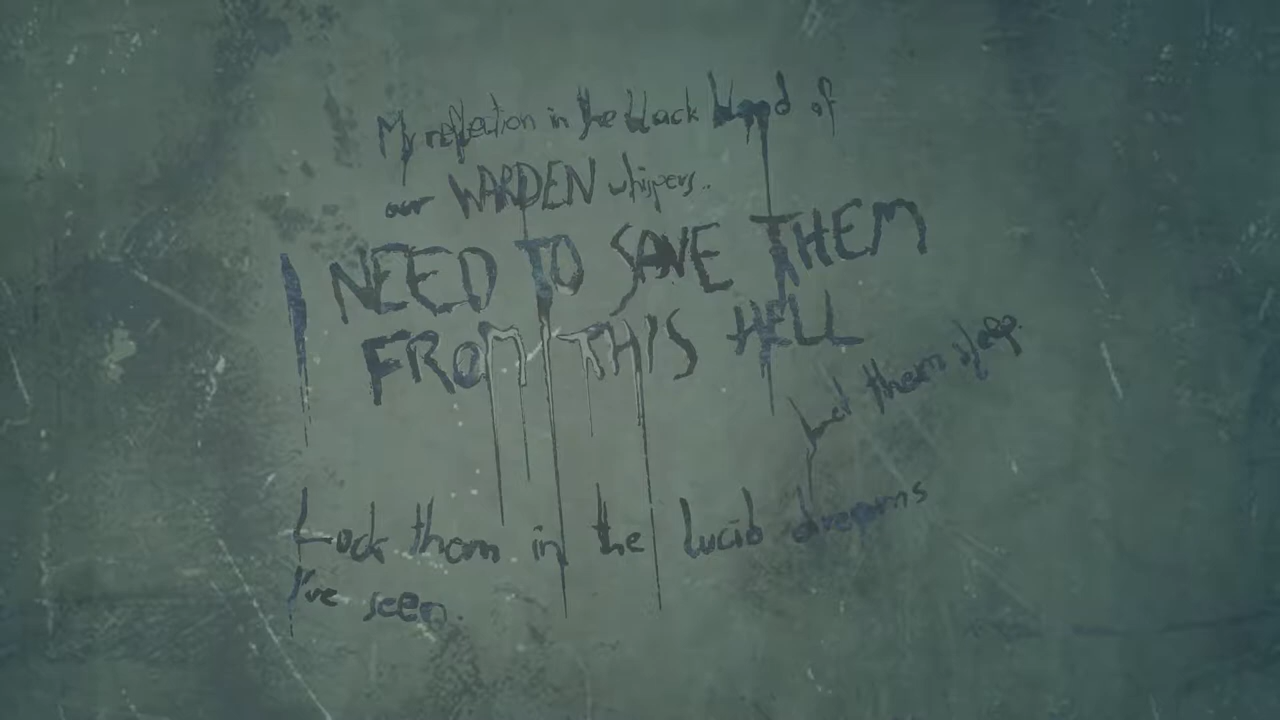 My reflection in the black blood of
our WARDEN whispers..
I NEED TO SAVE THEM
FROM THIS HELL
Let them sleep.
Lock them in the lucid dreams
I've seen.